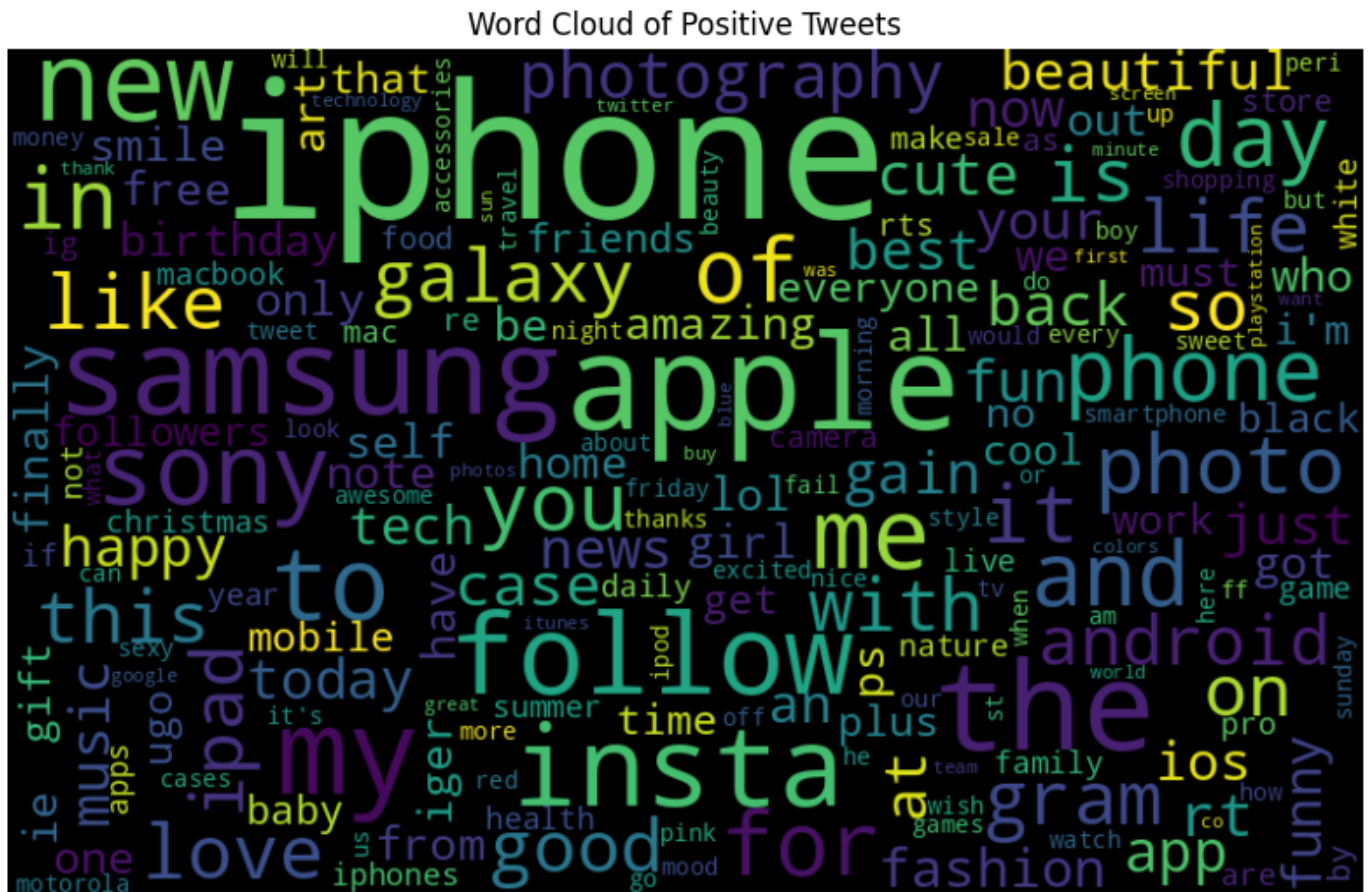 Word Cloud of Positive Tweets
new
iphone
will
art
that
technology
accessories
photography
twitter
beautiful
peri
screen
up
store
now
out
day
money
smile
thank
in
free
make
sale
as
minute
cute
is
shopping
but
white
sun
travel
beauty
ig
birthday
food
friends
rts
your
boy
life
best
we
first
must
who
playstation
macbook
like
only
galaxy
of
was
everyone
do
back
so
want
tweet
mac
re
be
night
amazing
all
would
every
sweet
i'm
samsung
apple
morning
blue
fun
phone
finally
no
smartphone
black
followers
look
self
about
buy
camera
cool
not
what
sony
note
photos
home
friday
lol
fail
gain
or
photo
awesome
you
thanks
christmas
tech
me
style
it
work
just
if
happy
news
girl
live
colors
and
got
can
have
case
daily
excited
nice
tv
here
ff
game
this
year
to
get
with
when
am
mobile
follow
itunes
ipod
nature
android
sexy
google
ipad
today
ps
our
the
world
sunday
gift
music
ugo
it's
great
summer
time
off
an
plus
st
on
pro
my
more
insta
iger
he
team
family
ios
apps
cases
red
at
how
funny
ie
baby
health
wish
games
gram
rt
co
one
love
us
from
good
pink
for
watch
app
by
motorola
iphones
go
mood
fashion
are